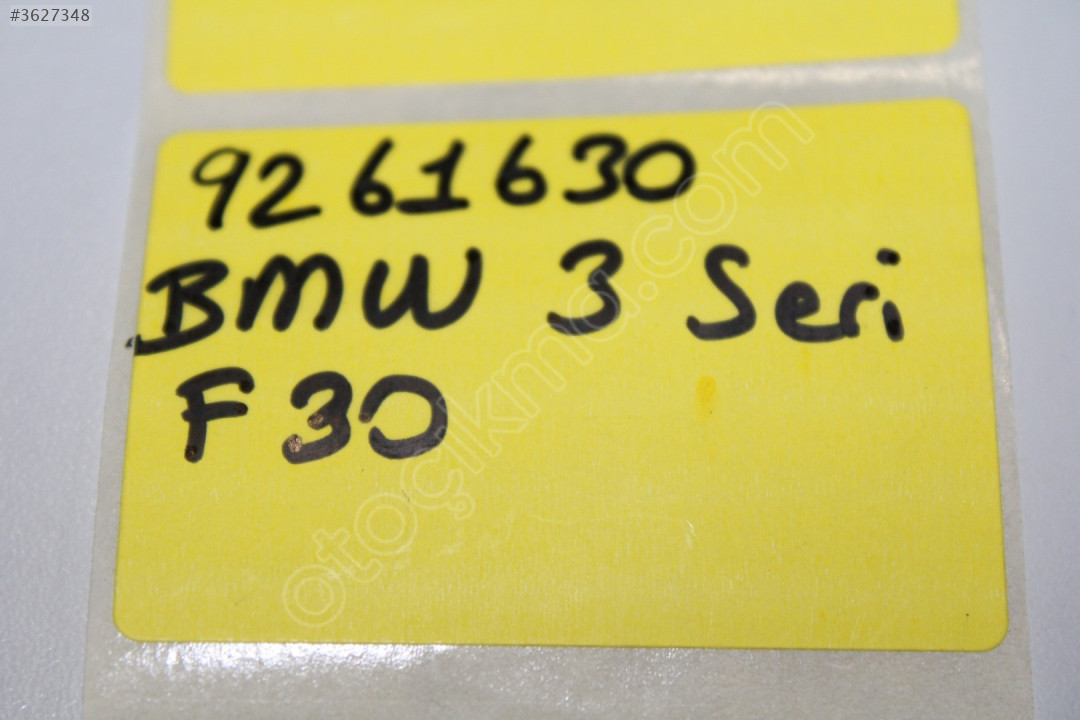 #3627348
9261630
BMW 3 Seri
F30
otoçıkma.com